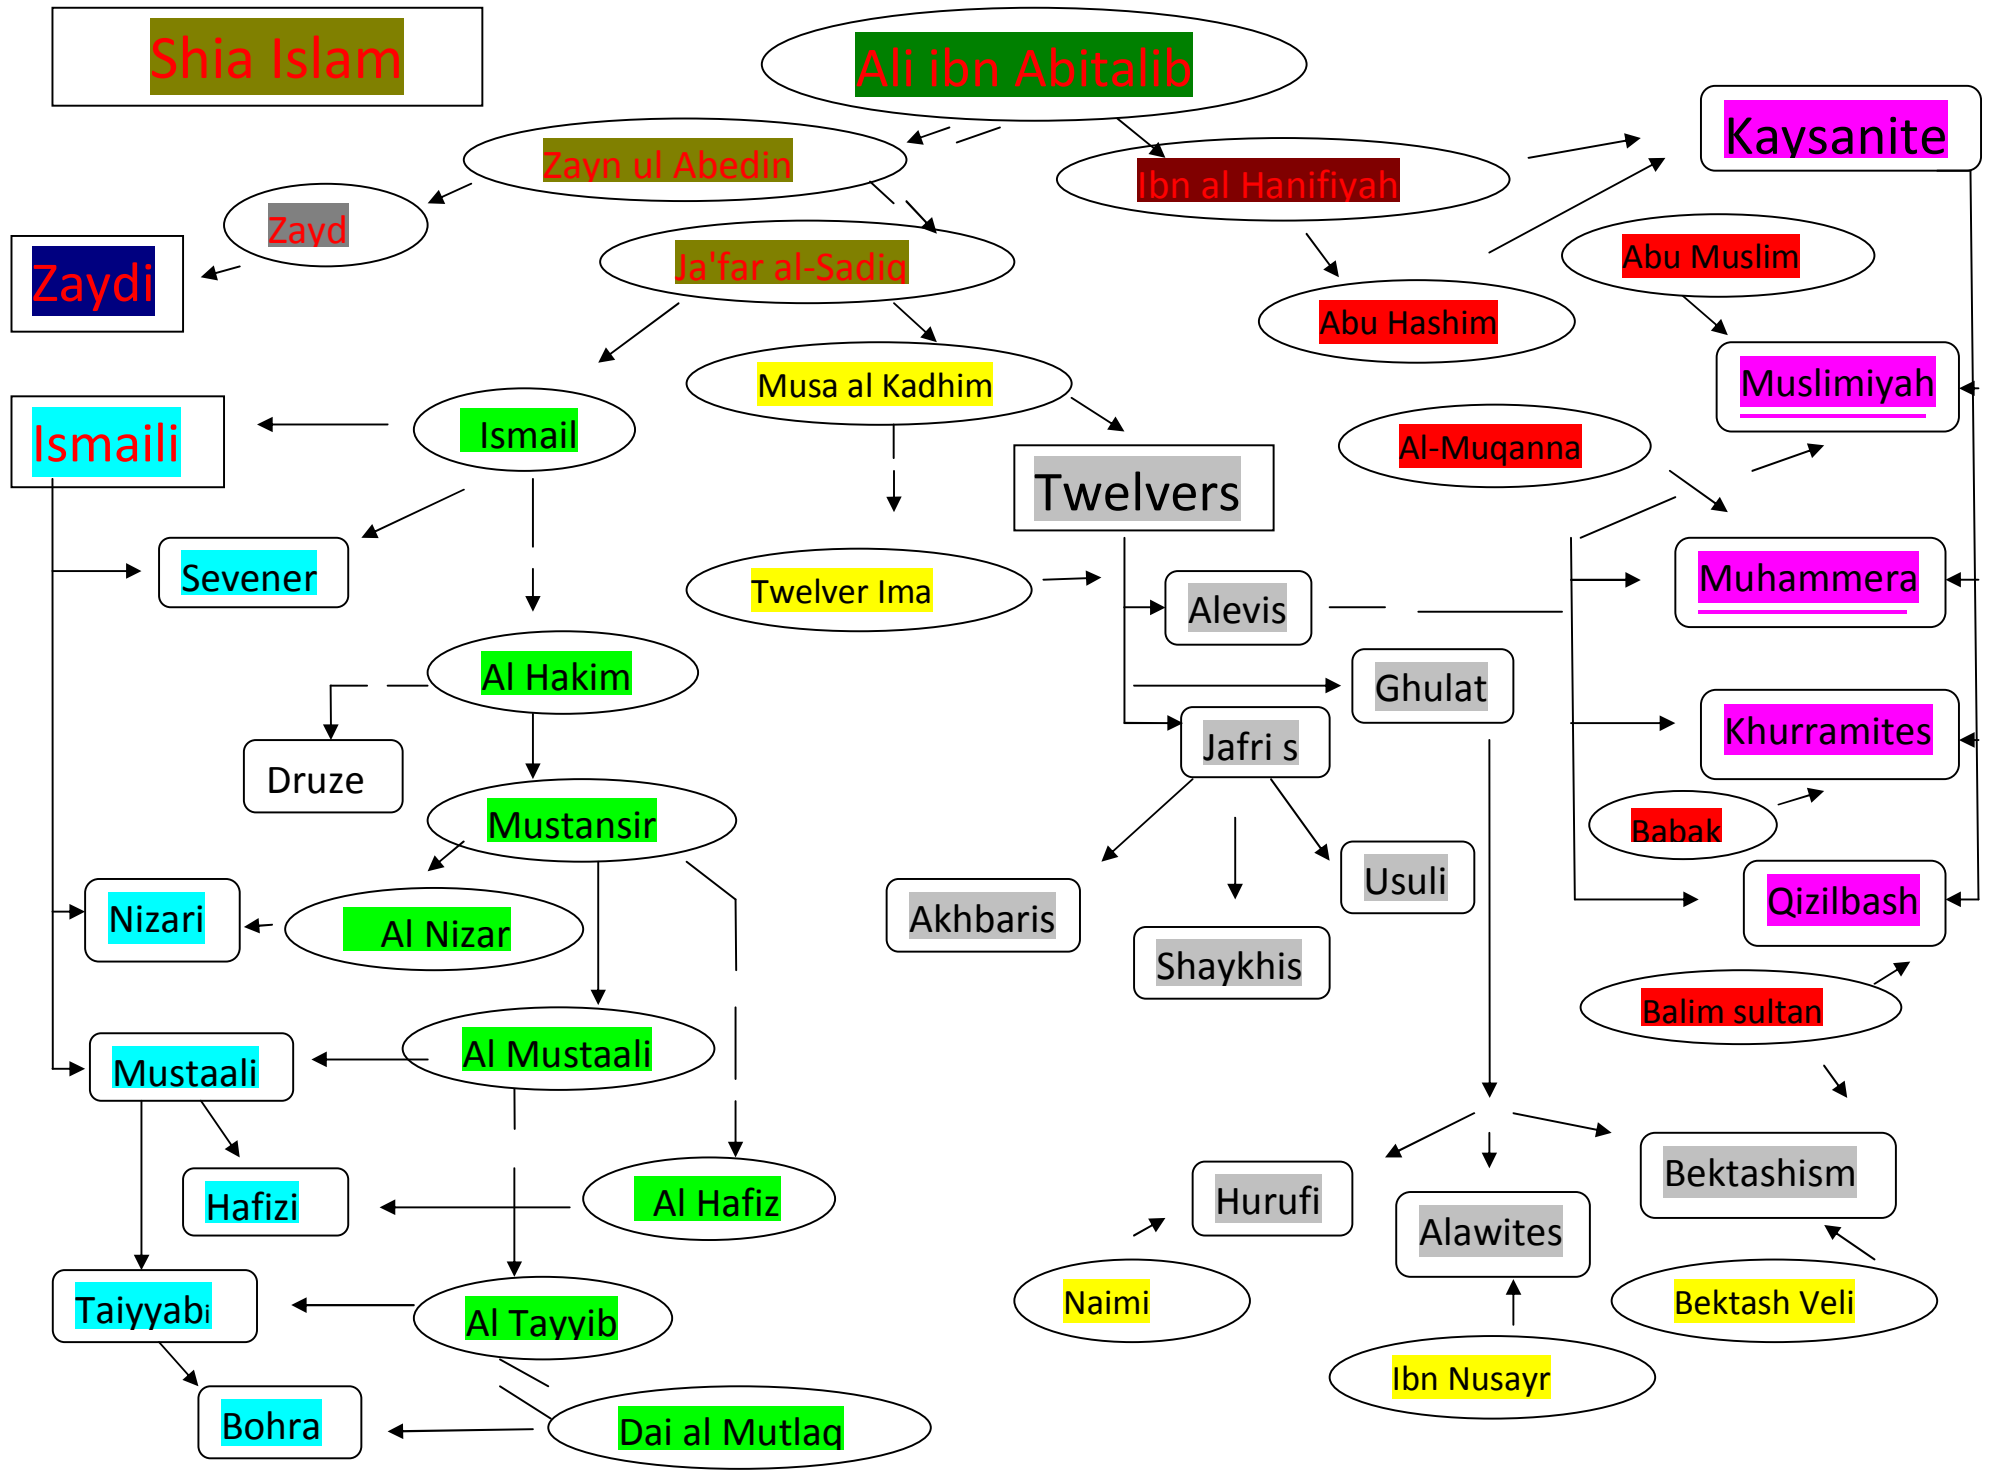 Shia Islam
Ali ibn Abitalib
Kaysanite
Zayn ul Abedin
Ibn al Hanifiyah
Zayd
Ja'far al-Sadiq
Abu Muslim
Zaydi
Abu Hashim
Musa al Kadhim
Muslimiyah
Ismaili
Ismail
Al-Muqanna
Twelvers
Sevener
Twelver Ima
Muhammera
Alevis
Al Hakim
Ghulat
Jafri s
Khurramites
Druze
Mustansir
Babak
Usuli
Qizilbash
Nizari
Al Nizar
Akhbaris
Shaykhis
Balim sultan
Mustaali
Al Mustaali
Bektashism
Hafizi
Al Hafiz
Hurufi
Alawites
Taiyyabi
Al Tayyib
Naimi
Bektash Veli
Ibn Nusayr
Bohra
Dai al Mutlaq